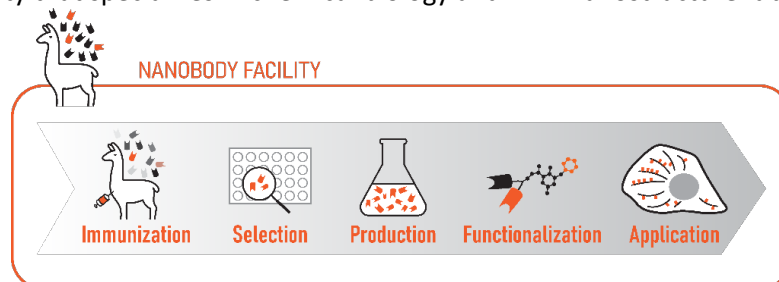 NANOBODY FACILITY
Immunization Selection Production Functionalization Application